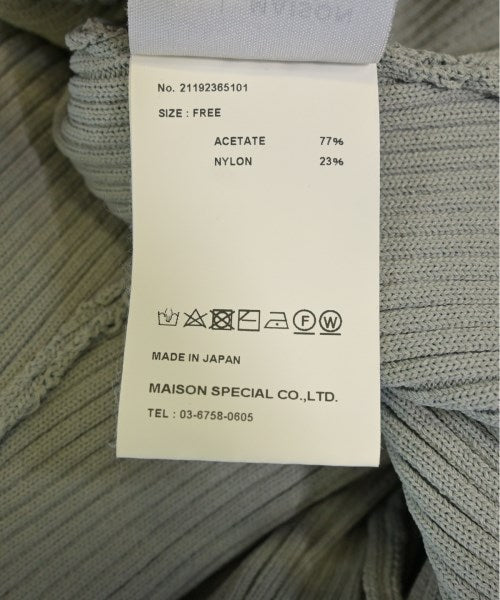 No. 21192365101
SIZE : FREE
ACETATE 77%
NYLON 23%
F W
MADE IN JAPAN
MAISON SPECIAL CO.,LTD.
TEL : 03-6758-0605